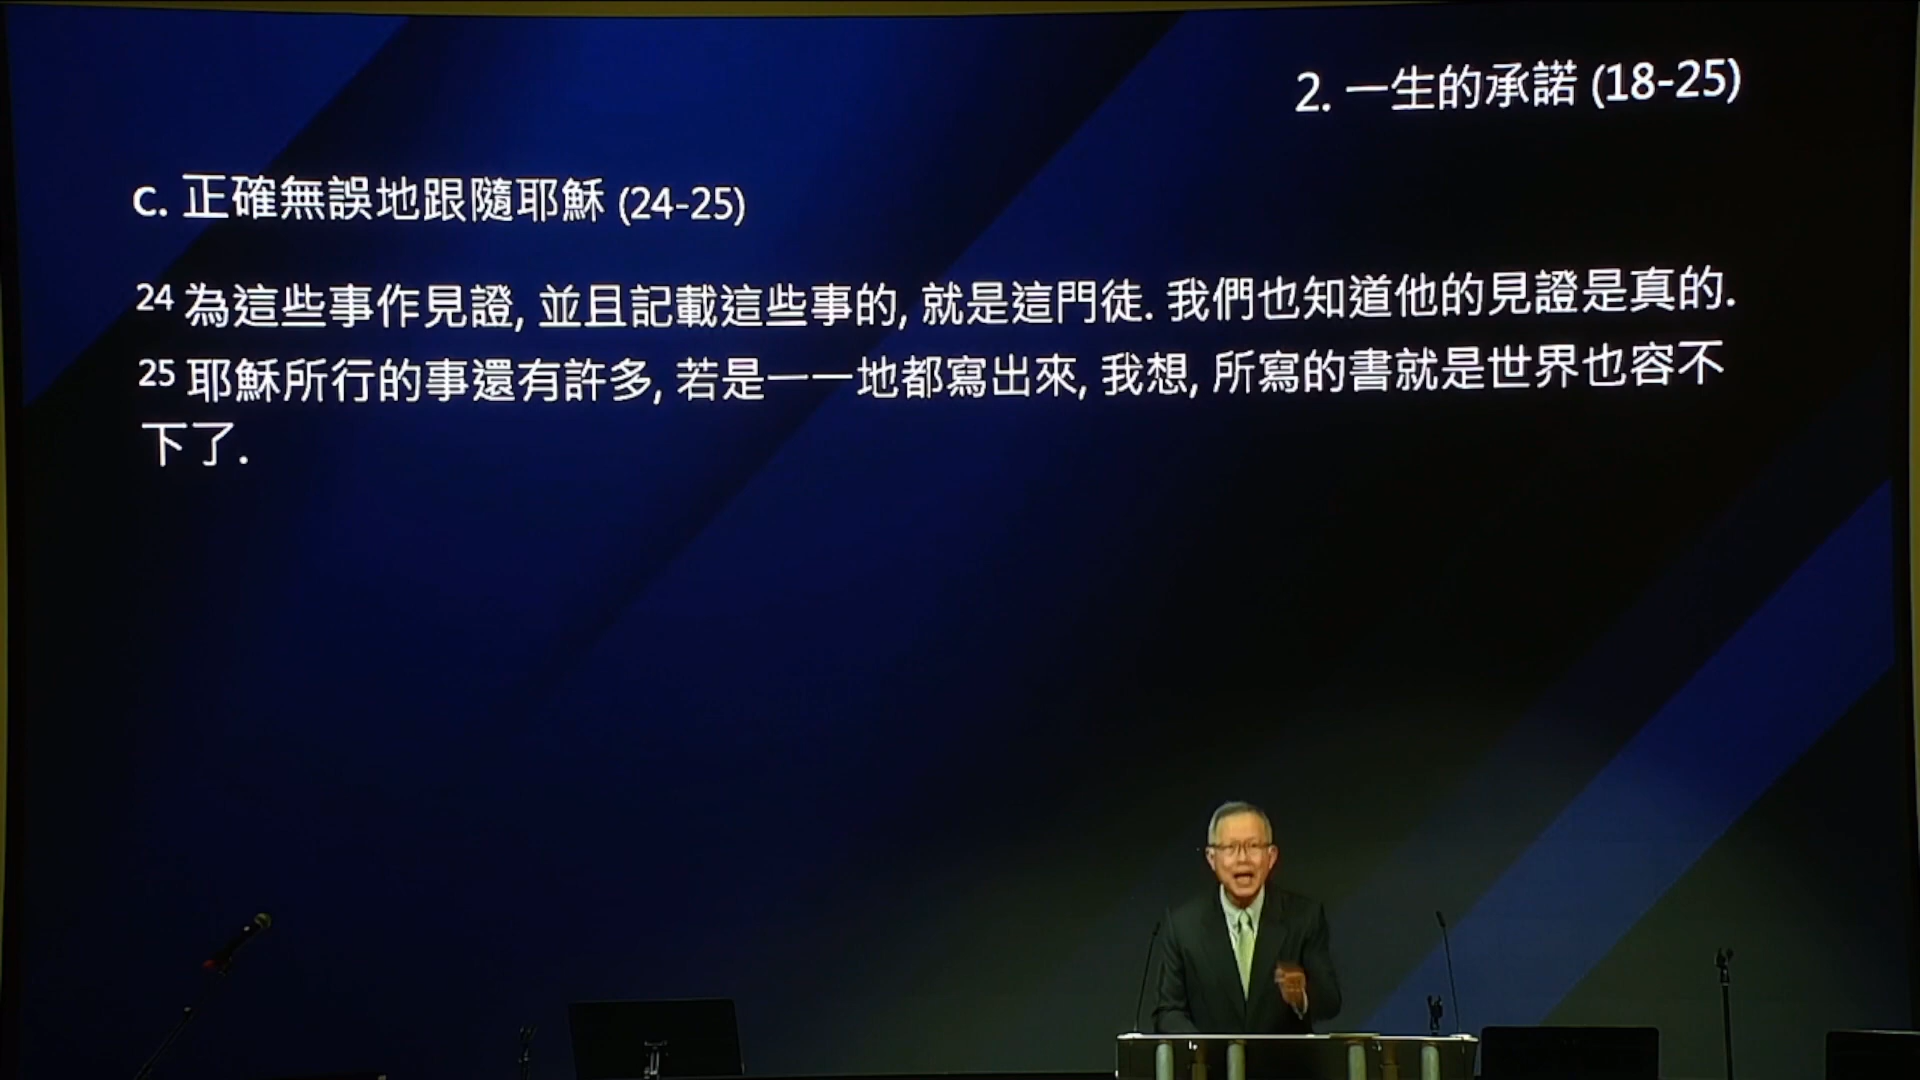 2. 一生的承諾 (18-25)
c. 正確無誤地跟隨耶穌 (24-25)
24 為這些事作見證, 並且記載這些事的, 就是這門徒. 我們也知道他的見證是真的.
25 耶穌所行的事還有許多, 若是一一地都寫出來, 我想, 所寫的書就是世界也容不
下了.